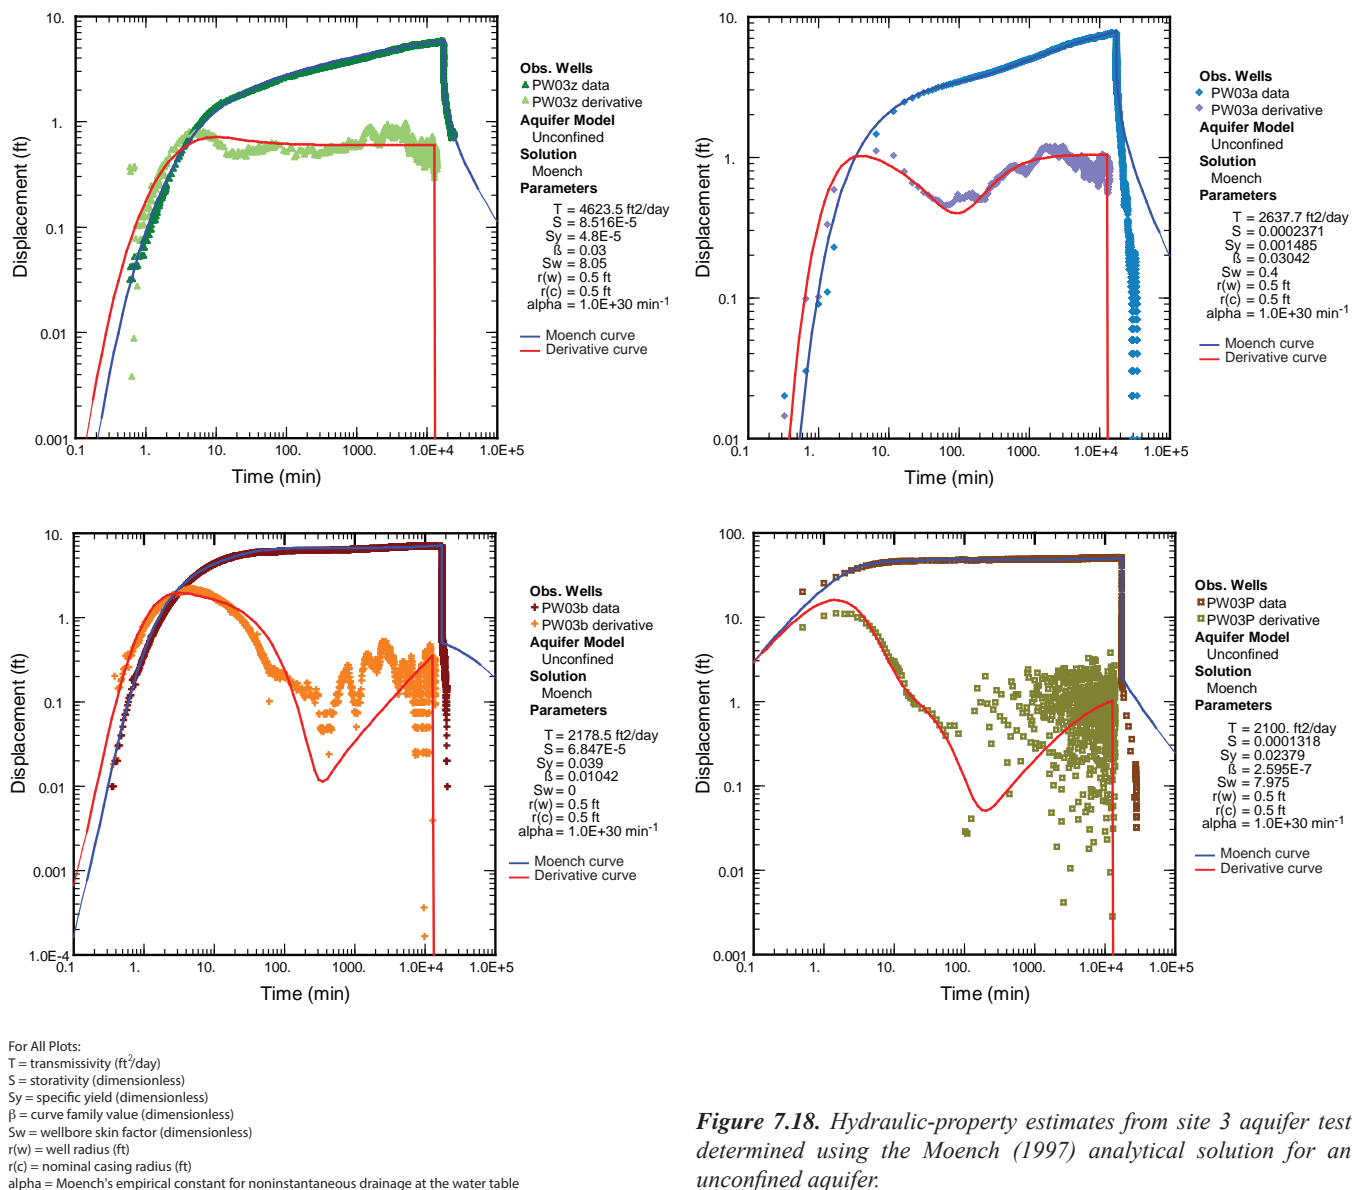 10.
1.
0.1
0.01
0.001
0.1
1.
10.
100.
1000.
1.0E+4
1.0E+5
Displacement (ft)
Time (min)
Obs. Wells
PW03z data
PW03z derivative
Aquifer Model
Unconfined
Solution
Moench
Parameters
T = 4623.5 ft2/day
S = 8.516E-5
Sy = 4.8E-5
ß = 0.03
Sw = 8.05
r(w) = 0.5 ft
r(c) = 0.5 ft
alpha = 1.0E+30 min-1
Moench curve
Derivative curve
10.
1.
0.1
0.01
0.1
1.
10.
100.
1000.
1.0E+4
1.0E+5
Displacement (ft)
Time (min)
Obs. Wells
PW03a data
PW03a derivative
Aquifer Model
Unconfined
Solution
Moench
Parameters
T = 2637.7 ft2/day
S = 0.0002371
Sy = 0.001485
ß = 0.03042
Sw = 0.4
r(w) = 0.5 ft
r(c) = 0.5 ft
alpha = 1.0E+30 min-1
Moench curve
Derivative curve
10.
1.
0.1
0.01
0.001
1.0E-4
0.1
1.
10.
100.
1000.
1.0E+4
1.0E+5
Displacement (ft)
Time (min)
Obs. Wells
PW03b data
PW03b derivative
Aquifer Model
Unconfined
Solution
Moench
Parameters
T = 2178.5 ft2/day
S = 6.847E-5
Sy = 0.039
ß = 0.01042
Sw = 0
r(w) = 0.5 ft
r(c) = 0.5 ft
alpha = 1.0E+30 min-1
Moench curve
Derivative curve
100.
10.
1.
0.1
0.01
0.001
0.1
1.
10.
100.
1000.
1.0E+4
1.0E+5
Displacement (ft)
Time (min)
Obs. Wells
PW03P data
PW03P derivative
Aquifer Model
Unconfined
Solution
Moench
Parameters
T = 2100. ft2/day
S = 0.0001318
Sy = 0.02379
ß = 2.595E-7
Sw = 7.975
r(w) = 0.5 ft
r(c) = 0.5 ft
alpha = 1.0E+30 min-1
Moench curve
Derivative curve
For All Plots:
T = transmissivity (ft2/day)
S = storativity (dimensionless)
Sy = specific yield (dimensionless)
β = curve family value (dimensionless)
Sw = wellbore skin factor (dimensionless)
r(w) = well radius (ft)
r(c) = nominal casing radius (ft)
alpha = Moench's empirical constant for noninstantaneous drainage at the water table
Figure 7.18. Hydraulic-property estimates from site 3 aquifer test
determined using the Moench (1997) analytical solution for an
unconfined aquifer.